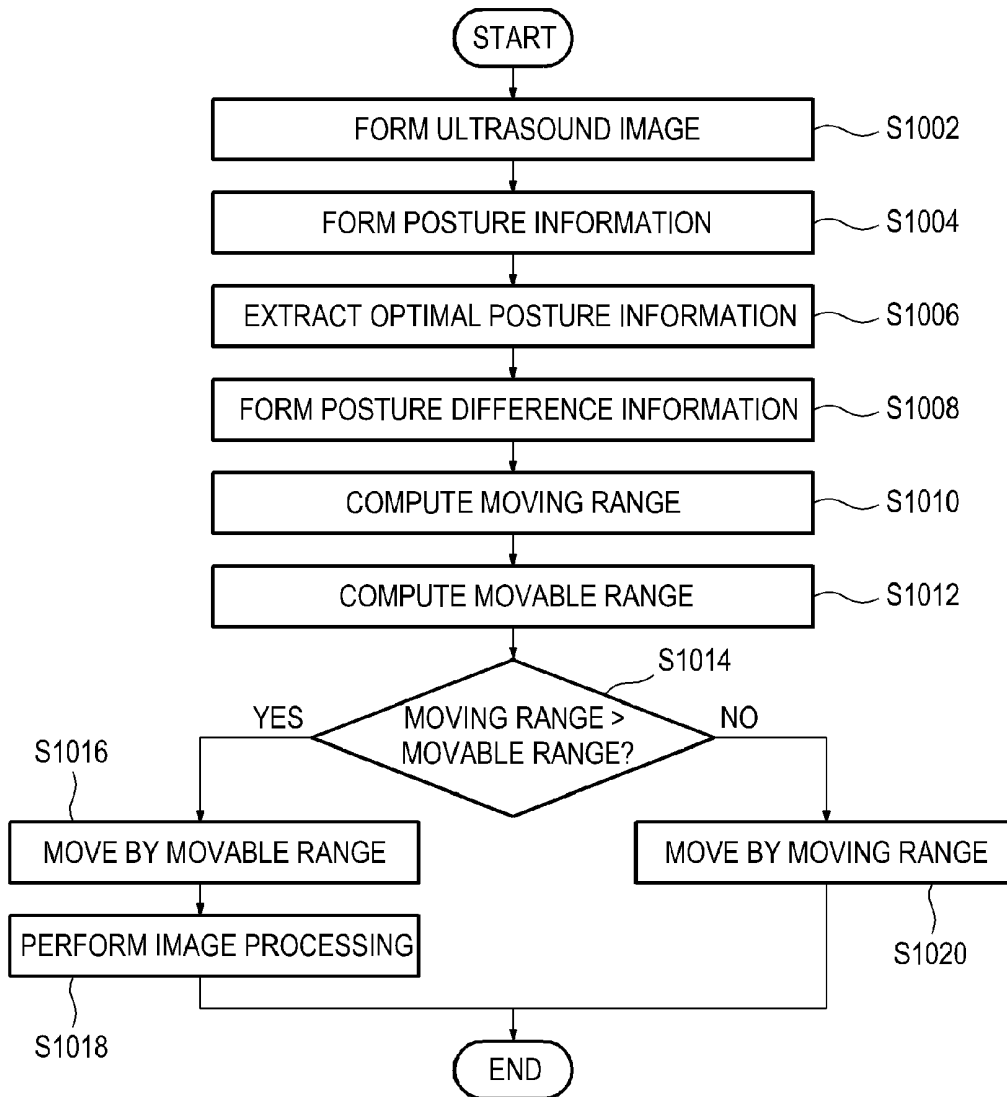 START
FORM ULTRASOUND IMAGE
S1002
FORM POSTURE INFORMATION
S1004
EXTRACT OPTIMAL POSTURE INFORMATION
S1006
FORM POSTURE DIFFERENCE INFORMATION
S1008
COMPUTE MOVING RANGE
S1010
COMPUTE MOVABLE RANGE
S1012
S1014
YES
MOVING RANGE >
MOVABLE RANGE?
NO
S1016
MOVE BY MOVABLE RANGE
MOVE BY MOVING RANGE
PERFORM IMAGE PROCESSING
S1020
S1018
END